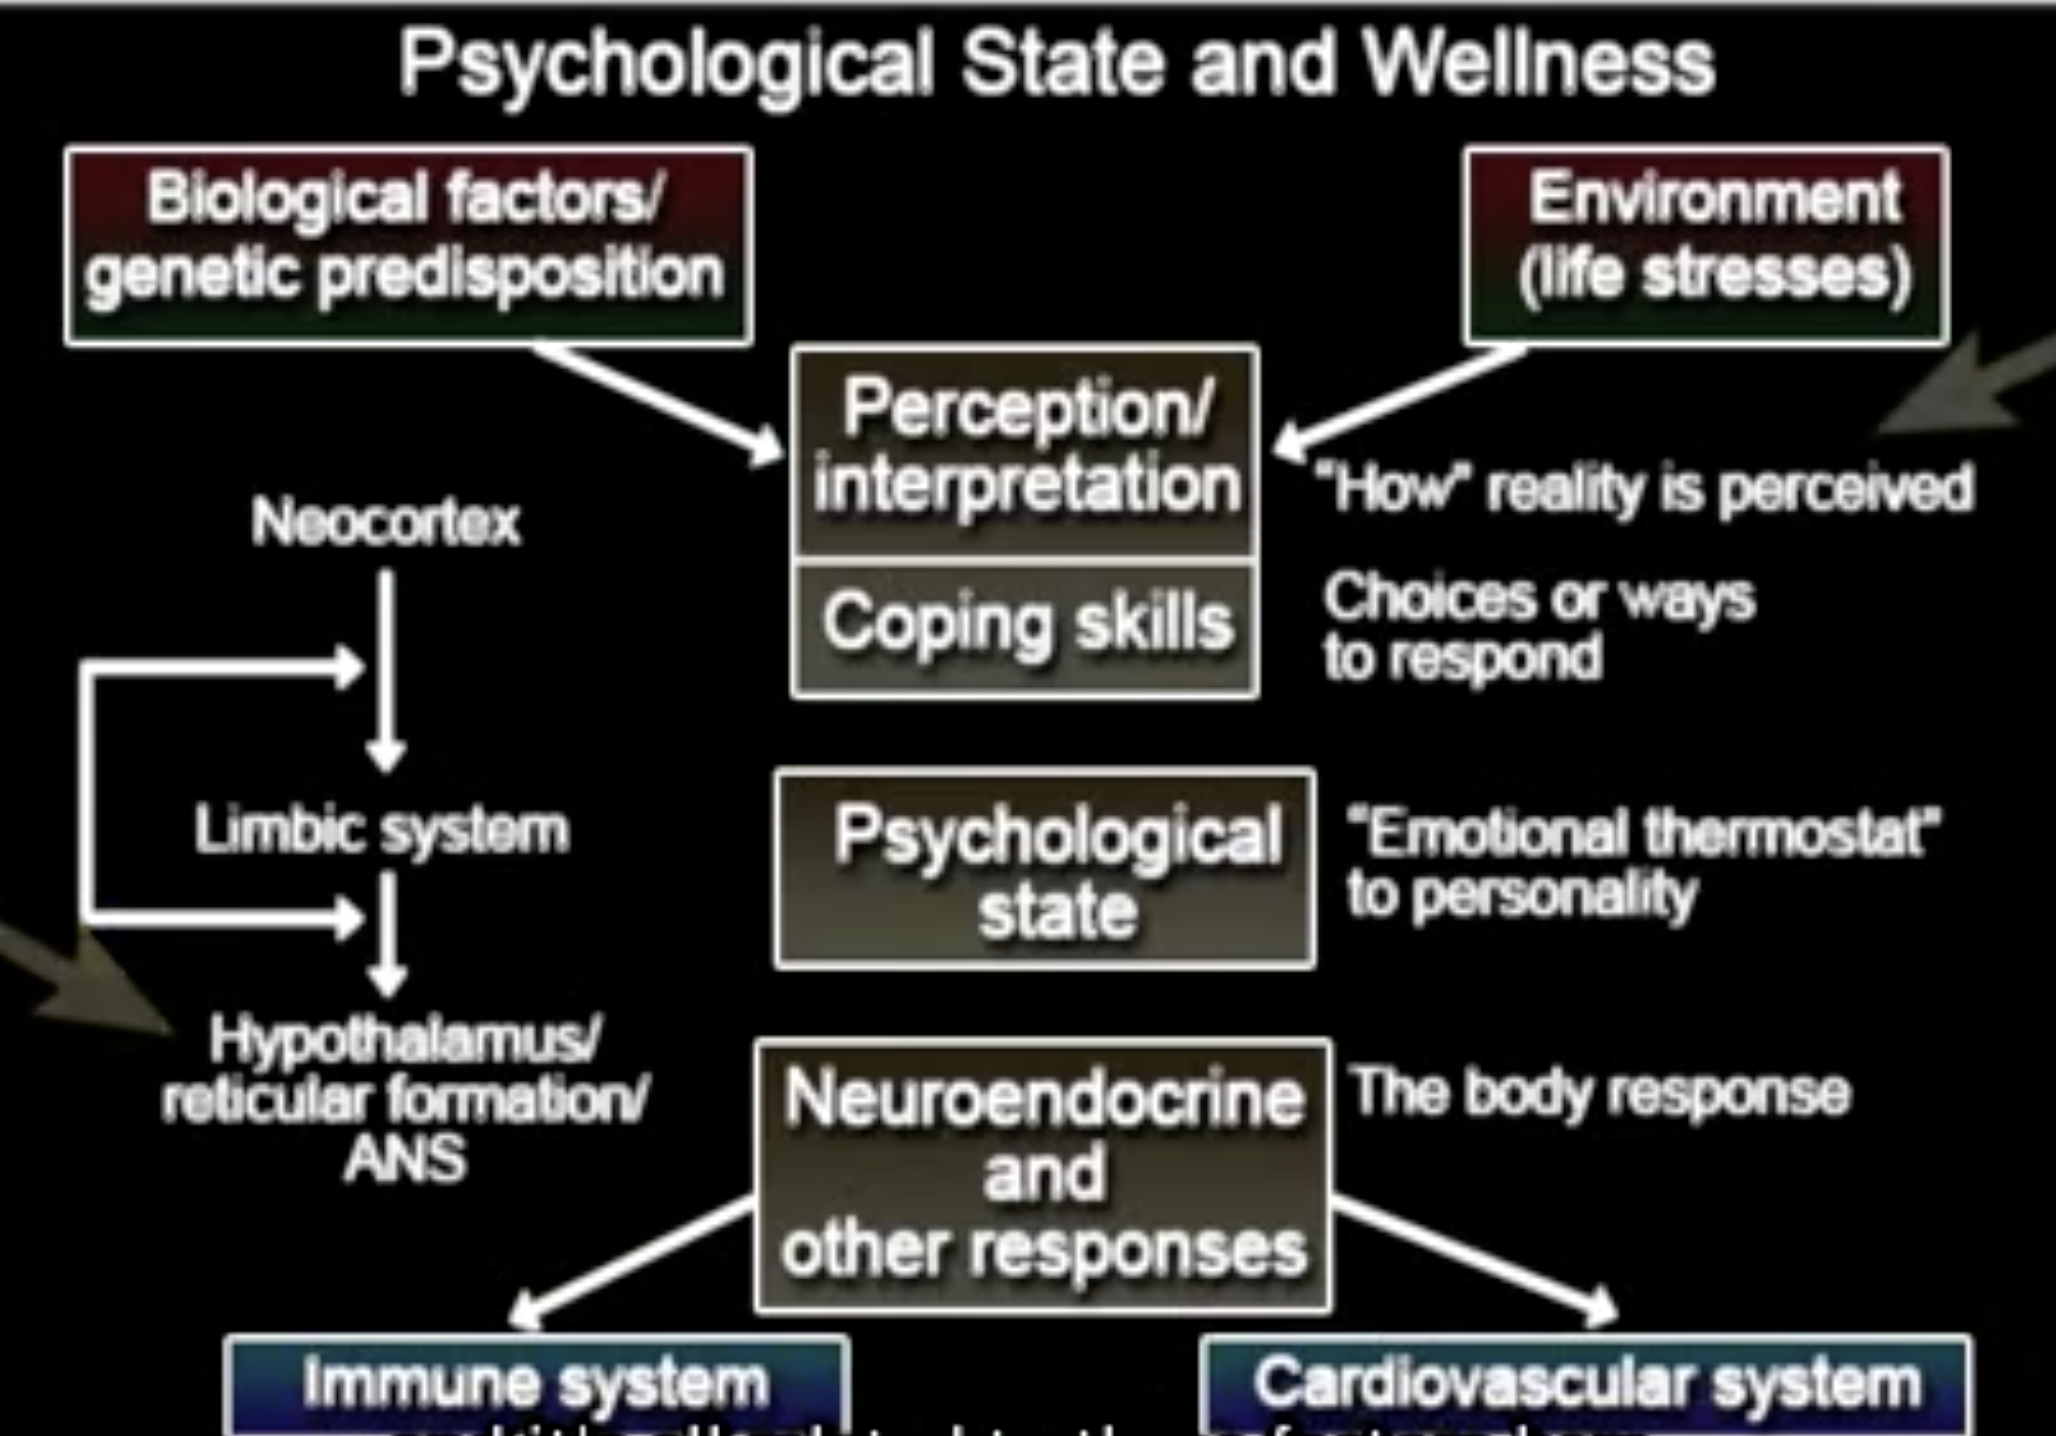 Psychological State and Wellness
Biological factors/
genetic predisposition
Environment
(life stresses)
Perception/
interpretation
"How" reality is perceived
Neocortex
Coping skills
Choices or ways
to respond
Limbic system
Psychological
state
"Emotional thermostat"
to personality
Hypothalamus/
reticular formation/
ANS
Neuroendocrine
and
other responses
The body response
Immune system
Cardiovascular system